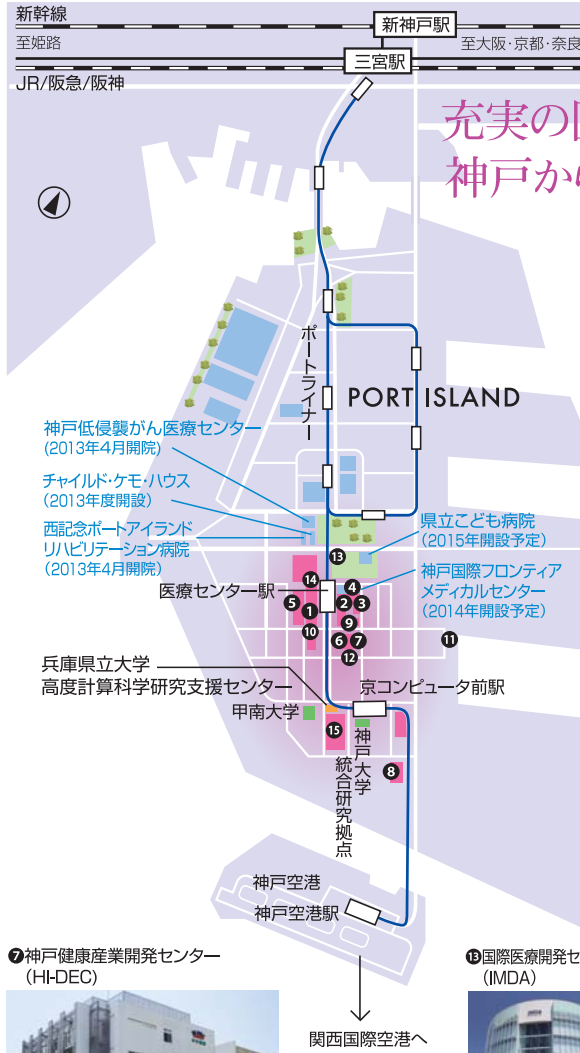 新幹線
新神戸駅
至姫路
至大阪・京都・奈良
三宮駅
JR/阪急/阪神
充実の
神戸か
ポートライナー
PORT ISLAND
神戸低侵襲がん医療センター
(2013年4月開院)
チャイルド・ケモ・ハウス
(2013年度開設)
西記念ポートアイランド
リハビリテーション病院
(2013年4月開院)
県立こども病院
(2015年開設予定)
神戸国際フロンティア
メディカルセンター
(2014年開設予定)
医療センター駅
⓭
⓮
❹
❺
❶
❷
❸
❿
❾
❻
❼
⓬
⓫
兵庫県立大学
高度計算科学研究支援センター
京コンピュータ前駅
甲南大学
⓯
神戸大学
統合研究拠点
❽
神戸空港
神戸空港駅
❼神戸健康産業開発センター
(HI-DEC)
⓭国際医療開発セ
(IMDA)
関西国際空港へ